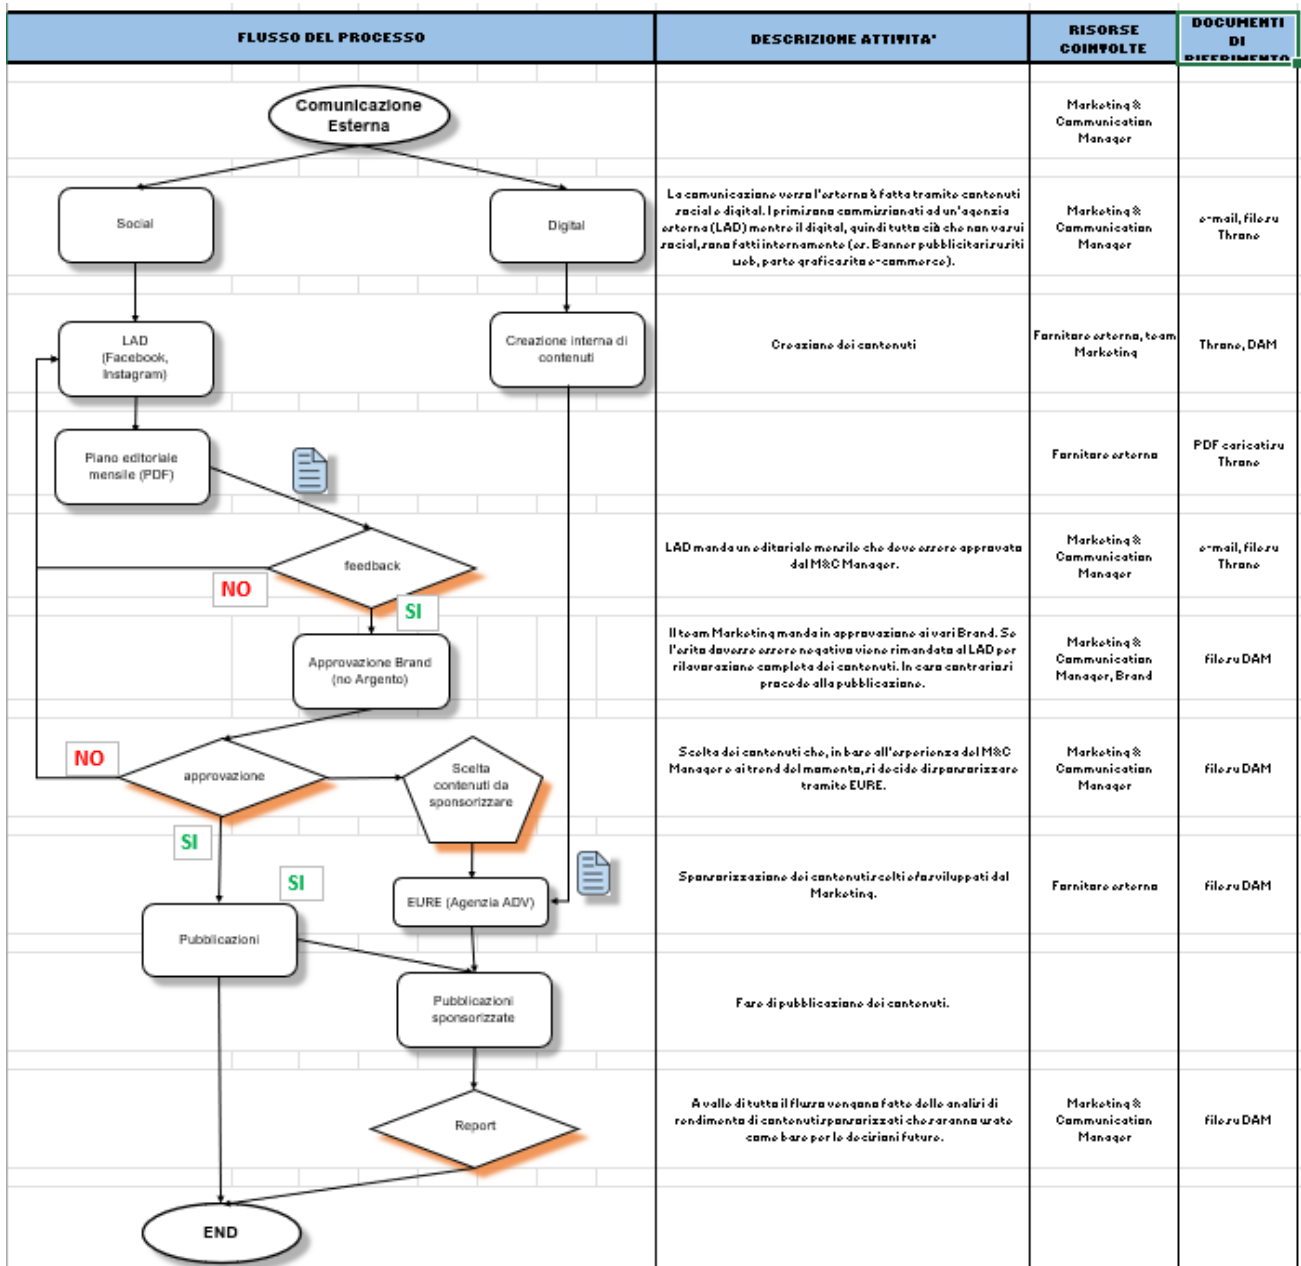 FLUSSO DEL PROCESSO
DESCRIZIONE ATTIVITA'
RISORSE
COINVOLTE
DOCUMENTI
DI
RIFERIMENTO
Comunicazione
Esterna
Marketing &
Communication
Manager
Social
Digital
La comunicazione verso l'esterno è fatta tramite contenuti
social e digital. I primi sono commissionati ad un'agenzia
esterna (LAD) mentre il digital, quindi tutto ciò che non va sui
social, sono fatti internamente (es. Banner pubblicitari su siti
web, parte grafica sito e-commerce).
Marketing &
Communication
Manager
e-mail, file su
Throne
LAD
(Facebook,
Instagram)
Creazione interna di
contenuti
Creazione dei contenuti
Fornitore esterno, team
Marketing
Throne, DAM
Piano editoriale
mensile (PDF)
Fornitore esterno
PDF caricati su
Throne
feedback
NO
SI
LAD manda un editoriale mensile che deve essere approvato
dal M&C Manager.
Marketing &
Communication
Manager
e-mail, file su
Throne
Approvazione Brand
(no Argento)
Il team Marketing manda in approvazione ai vari Brand. Se
l'esito dovesse essere negativo viene rimandato al LAD per
rilavorazione completa dei contenuti. In caso contrario si
procede alla pubblicazione.
Marketing &
Communication
Manager, Brand
file su DAM
NO
approvazione
SI
Scelta
contenuti da
sponsorizzare
Scelta dei contenuti che, in base all'esperienza del M&C
Manager e ai trend del momento, si decide di sponsorizzare
tramite EURE.
Marketing &
Communication
Manager
file su DAM
SI
EURE (Agenzia ADV)
Sponsorizzazione dei contenuti scelti e/o sviluppati dal
Marketing.
Fornitore esterno
file su DAM
Pubblicazioni
Pubblicazioni
sponsorizzate
Fase di pubblicazione dei contenuti.
Report
A valle di tutto il flusso vengono fatte delle analisi di
rendimento di contenuti sponsorizzati che saranno usate
come base per le decisioni future.
Marketing &
Communication
Manager
file su DAM
END